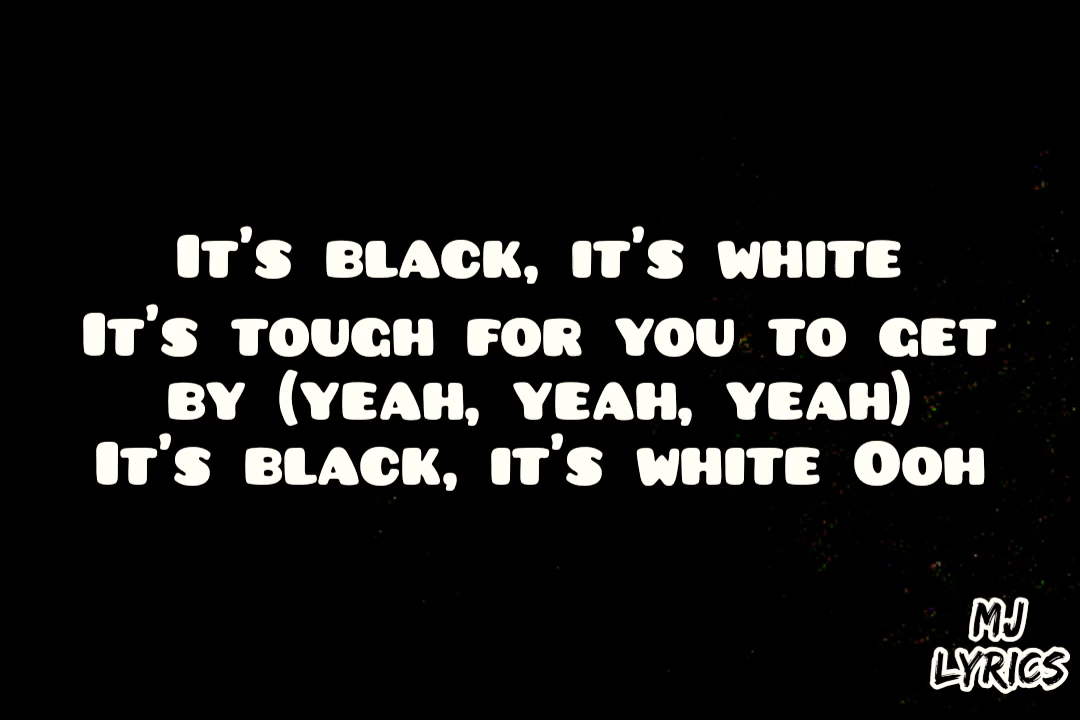 It's black, it's white
It's tough for you to get
by (yeah, yeah, yeah)
It's black, it's white Ooh
MJ
LYRICS